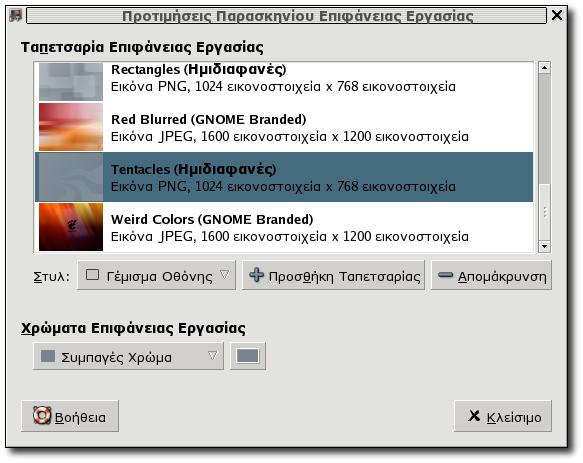 Προτιμήσεις Παρασκηνίου Επιφάνειας Εργασίας
Ταπετσαρία Επιφάνειας Εργασίας
Rectangles (Ημιδιαφανές)
Εικόνα PNG, 1024 εικονοστοιχεία x 768 εικονοστοιχεία
Red Blurred (GNOME Branded)
Εικόνα JPEG, 1600 εικονοστοιχεία x 1200 εικονοστοιχεία
Tentacles (Ημιδιαφανές)
Εικόνα PNG, 1024 εικονοστοιχεία x 768 εικονοστοιχεία
Weird Colors (GNOME Branded)
Εικόνα JPEG, 1600 εικονοστοιχεία x 1200 εικονοστοιχεία
Στυλ: Γέμισμα Οθόνης Προσθήκη Ταπετσαρίας Απομάκρυνση
Χρώματα Επιφάνειας Εργασίας
Συμπαγές Χρώμα
Βοήθεια Κλείσιμο